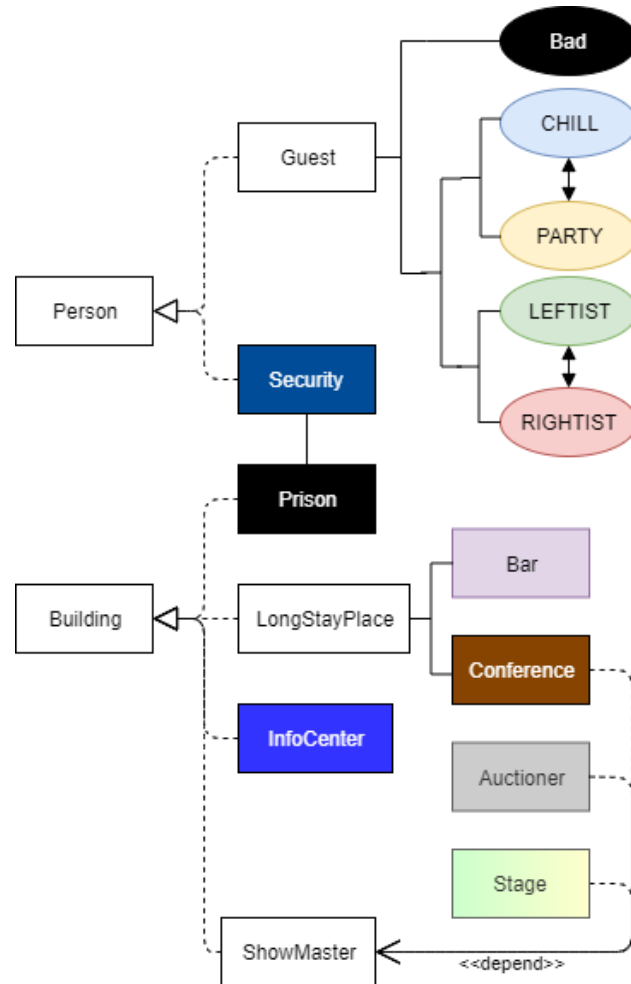 Bad
CHILL
Guest
PARTY
Person
LEFTIST
Security
RIGHTIST
Prison
Bar
Building
LongStayPlace
Conference
InfoCenter
Auctioner
Stage
ShowMaster
<<depend>>